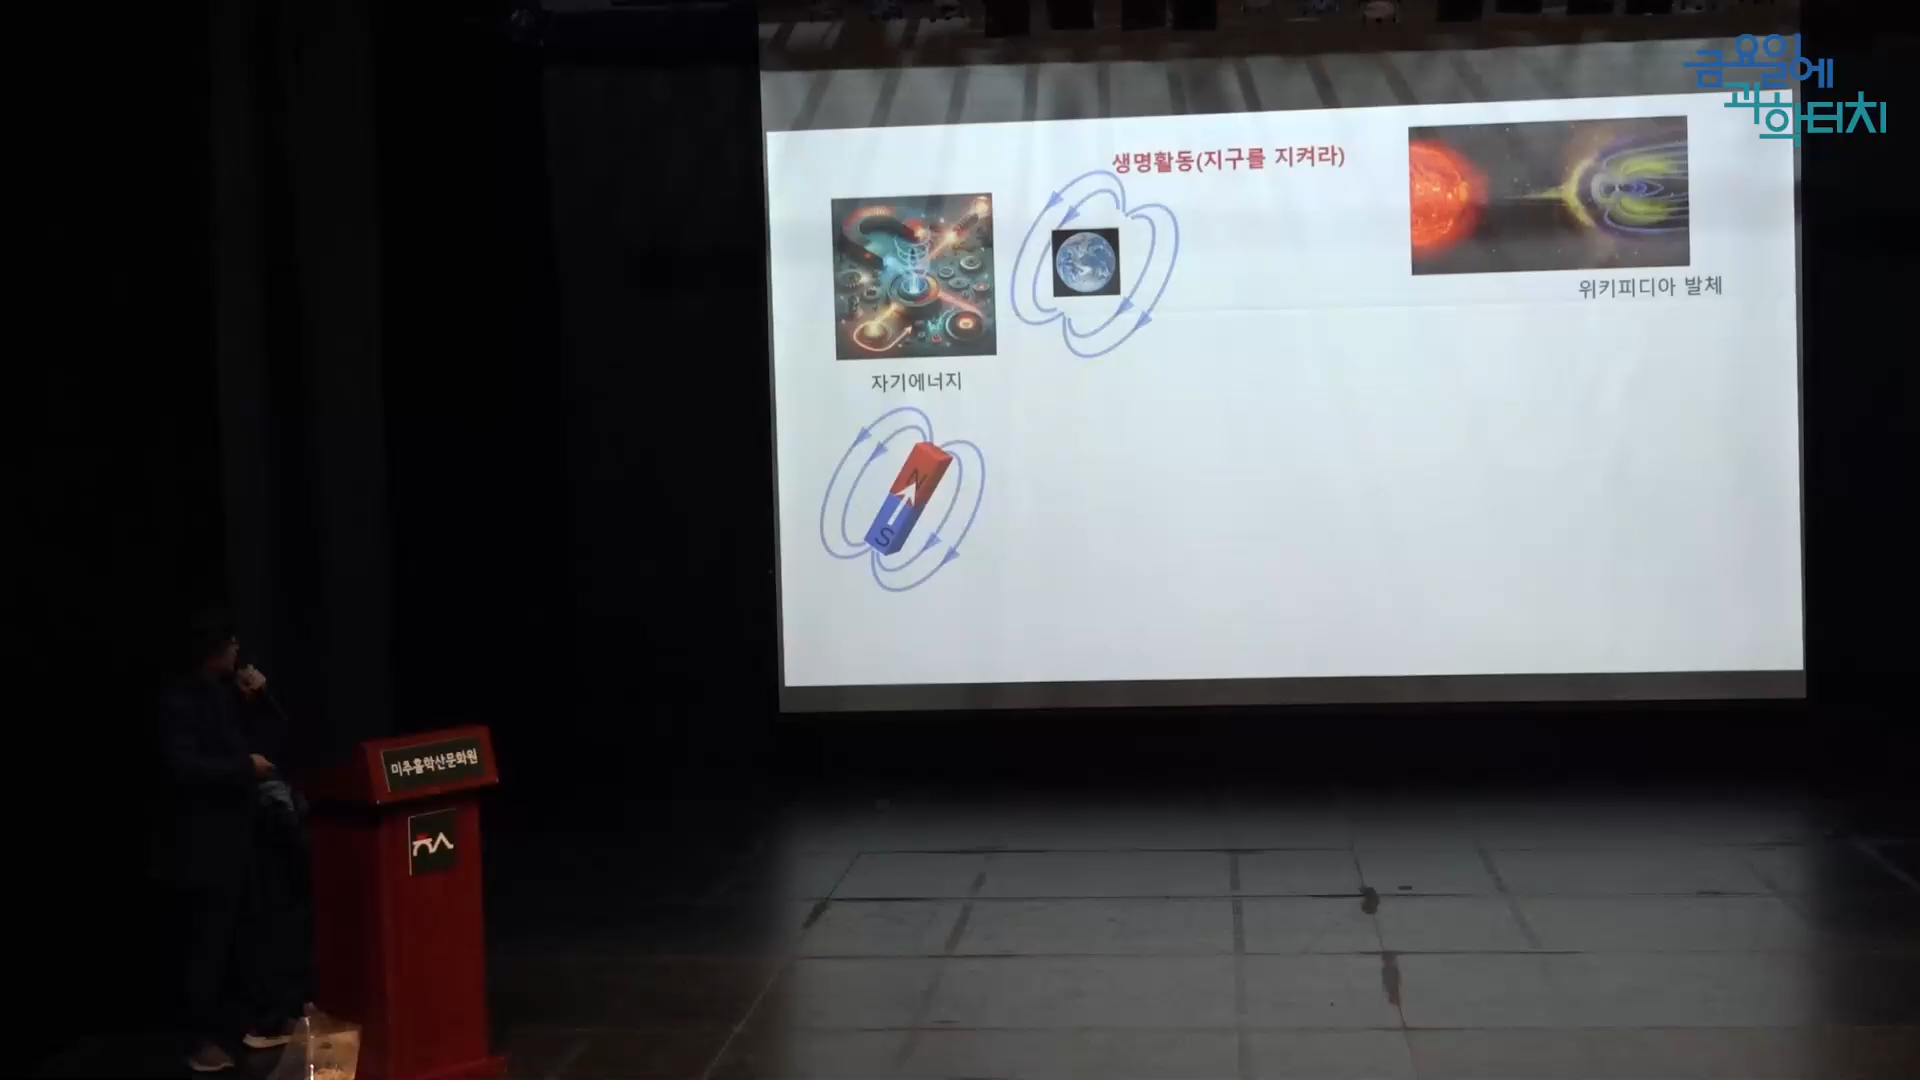 금요일에
과학터치
생명활동(지구를 지켜라)
위키피디아 발체
자기에너지
N
S
미추홀학산문화원